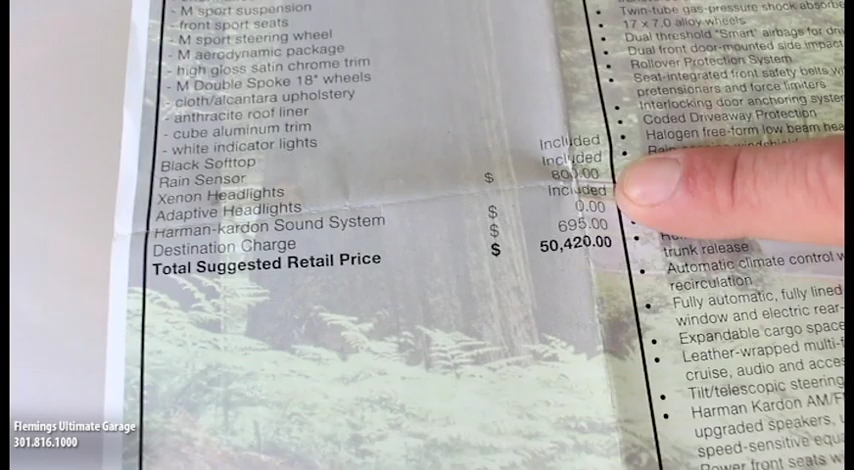 - M sport suspension
- front sport seats
- M sport steering wheel
- M aerodynamic package
- high gloss satin chrome trim
- M Double Spoke 18" wheels
- cloth/alcantara upholstery
- anthracite roof liner
- cube aluminum trim
- white indicator lights
Black Softtop Included
Rain Sensor Included
Xenon Headlights $ 800.00
Adaptive Headlights Included
Harman-kardon Sound System $ 0.00
Destination Charge $ 695.00
Total Suggested Retail Price $ 50,420.00
• Twin-tube gas-pressure shock absorbe
17 x 7.0 alloy wheels
• Dual threshold "Smart" airbags for
• Dual front door-mounted side impact
• Rollover Protection System
• Seat-integrated front safety belts
pretensioners and force limiters
• Interlocking door anchoring system
• Coded Driveaway Protection
• Halogen free-form low beam hea
trunk release
• Automatic climate control w
recirculation
• Fully automatic, fully lined
window and electric rear-
• Expandable cargo space
• Leather-wrapped multi-f
cruise, audio and acces
• Tilt/telescopic steering
• Harman Kardon AM/F
upgraded speakers,
speed-sensitive equa
Power front seats w
Flemings Ultimate Garage
301.816.1000